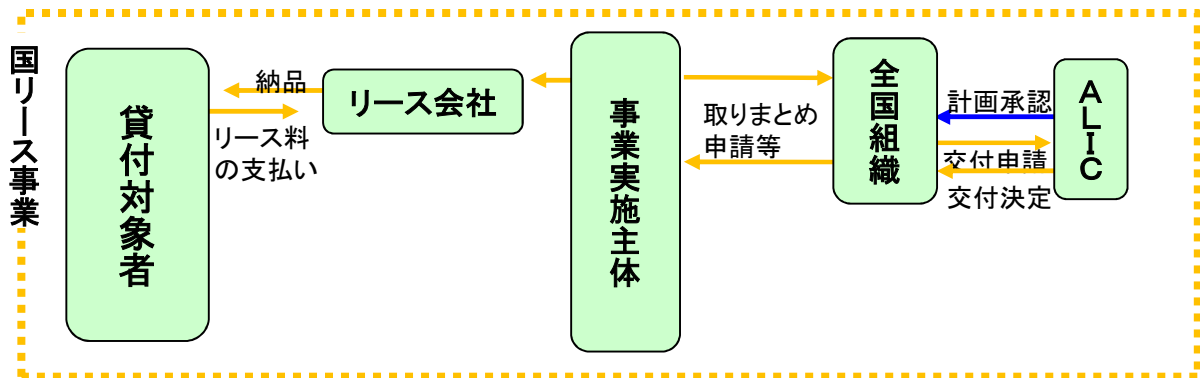 国リース事業
貸付対象者
納品
リース料
の支払い
リース会社
事業実施主体
取りまとめ
申請等
全国組織
計画承認
交付申請
交付決定
ＡＬＩＣ